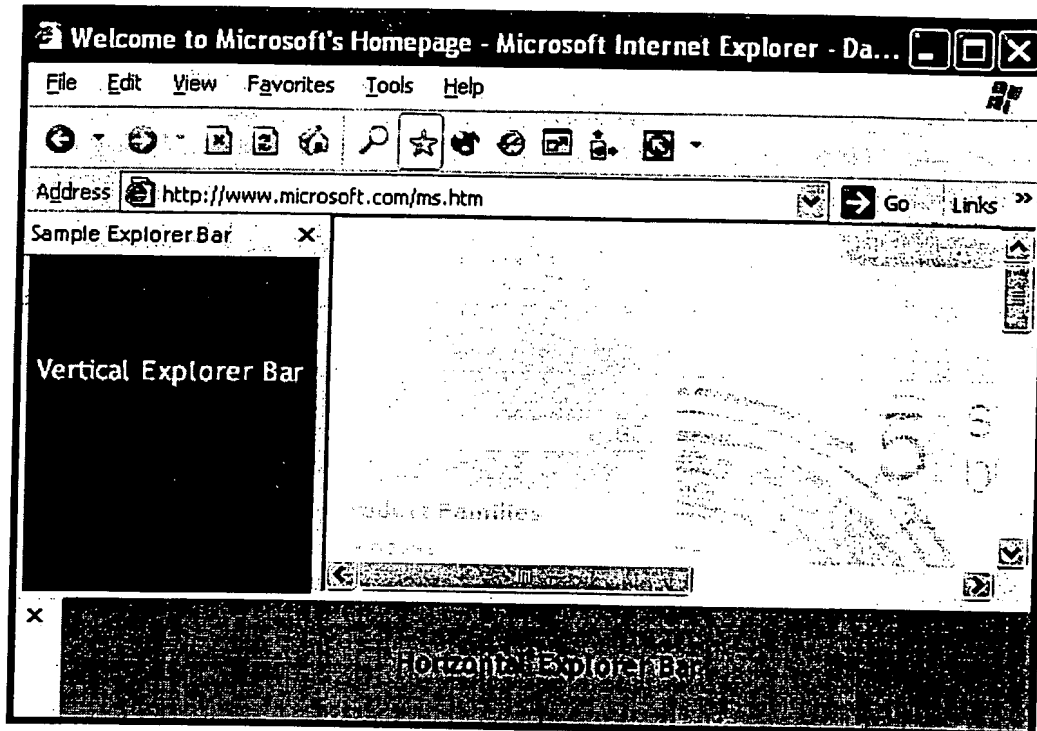 Welcome to Microsoft's Homepage - Microsoft Internet Explorer - Da...
File Edit View Favorites Tools Help
Address http://www.microsoft.com/ms.htm Go Links »
Sample Explorer Bar ×
Vertical Explorer Bar
Families
×
Horizontal Explorer Bar